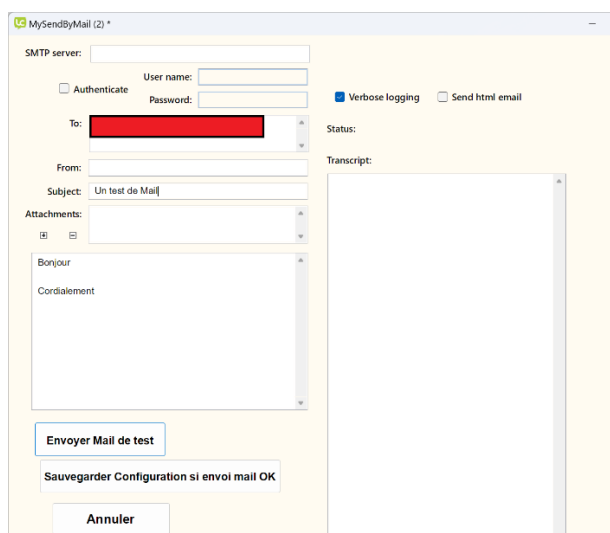 MySendByMail (2) *
SMTP server:
User name:
Authenticate
Password:
Verbose logging
Send html email
To:
Status:
Transcript:
From:
Subject: Un test de Mail
Attachments:
Bonjour
Cordialement
Envoyer Mail de test
Sauvegarder Configuration si envoi mail OK
Annuler